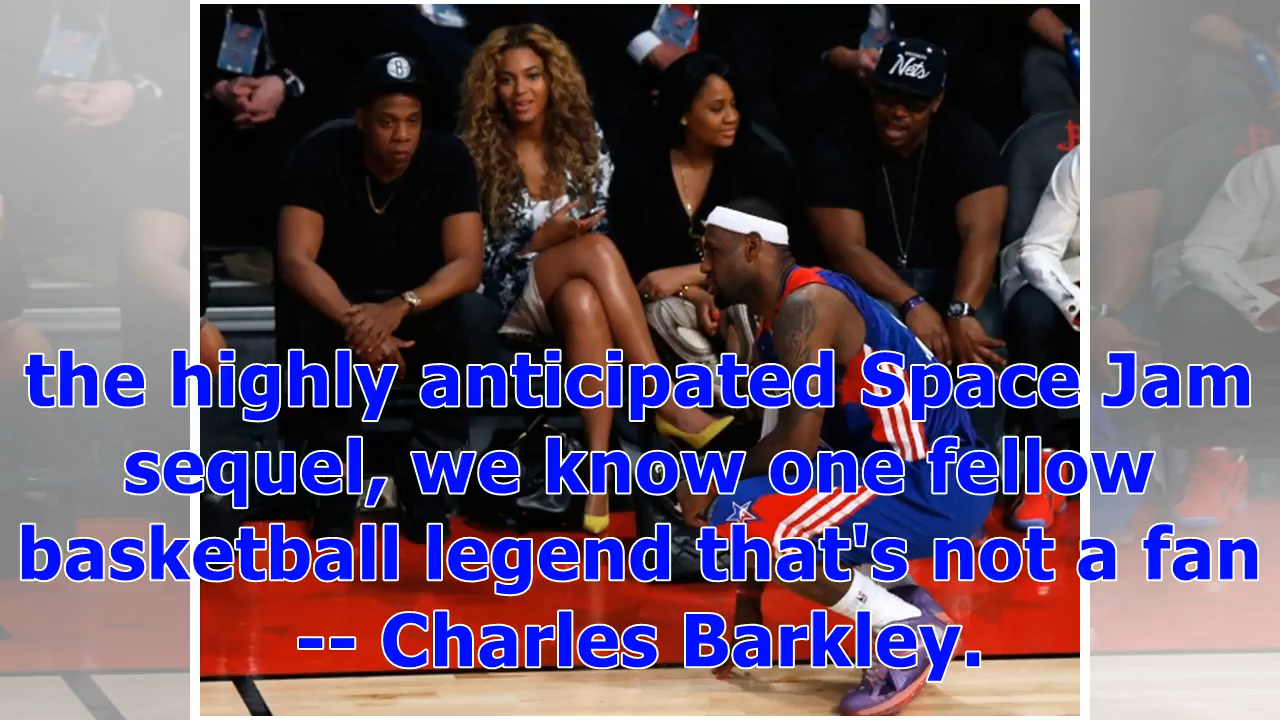 Nets
the highly anticipated Space Jam
sequel, we know one fellow
basketball legend that's not a fan
-- Charles Barkley.